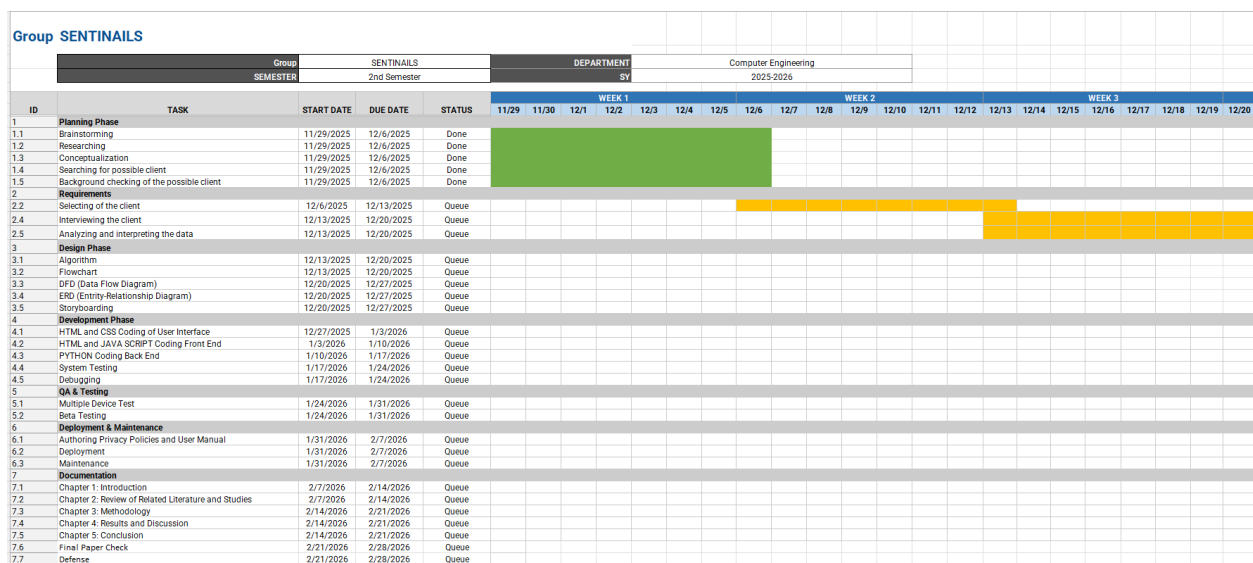 Group SENTINAILS
Group SENTINAILS DEPARTMENT Computer Engineering
SEMESTER 2nd Semester SY 2025-2026
WEEK 1 WEEK 2 WEEK 3
ID TASK START DATE DUE DATE STATUS 11/29 11/30 12/1 12/2 12/3 12/4 12/5 12/6 12/7 12/8 12/9 12/10 12/11 12/12 12/13 12/14 12/15 12/16 12/17 12/18 12/19 12/20
1 Planning Phase
1.1 Brainstorming 11/29/2025 12/6/2025 Done
1.2 Researching 11/29/2025 12/6/2025 Done
1.3 Conceptualization 11/29/2025 12/6/2025 Done
1.4 Searching for possible client 11/29/2025 12/6/2025 Done
1.5 Background checking of the possible client 11/29/2025 12/6/2025 Done
2 Requirements
2.2 Selecting of the client 12/6/2025 12/13/2025 Queue
2.4 Interviewing the client 12/13/2025 12/20/2025 Queue
2.5 Analyzing and interpreting the data 12/13/2025 12/20/2025 Queue
3 Design Phase
3.1 Algorithm 12/13/2025 12/20/2025 Queue
3.2 Flowchart 12/13/2025 12/20/2025 Queue
3.3 DFD (Data Flow Diagram) 12/20/2025 12/27/2025 Queue
3.4 ERD (Entity-Relationship Diagram) 12/20/2025 12/27/2025 Queue
3.5 Storyboarding 12/20/2025 12/27/2025 Queue
4 Development Phase
4.1 HTML and CSS Coding of User Interface 12/27/2025 1/3/2026 Queue
4.2 HTML and JAVA SCRIPT Coding Front End 1/3/2026 1/10/2026 Queue
4.3 PYTHON Coding Back End 1/10/2026 1/17/2026 Queue
4.4 System Testing 1/17/2026 1/24/2026 Queue
4.5 Debugging 1/17/2026 1/24/2026 Queue
5 QA & Testing
5.1 Multiple Device Test 1/24/2026 1/31/2026 Queue
5.2 Beta Testing 1/24/2026 1/31/2026 Queue
6 Deployment & Maintenance
6.1 Authoring Privacy Policies and User Manual 1/31/2026 2/7/2026 Queue
6.2 Deployment 1/31/2026 2/7/2026 Queue
6.3 Maintenance 1/31/2026 2/7/2026 Queue
7 Documentation
7.1 Chapter 1: Introduction 2/7/2026 2/14/2026 Queue
7.2 Chapter 2: Review of Related Literature and Studies 2/7/2026 2/14/2026 Queue
7.3 Chapter 3: Methodology 2/14/2026 2/21/2026 Queue
7.4 Chapter 4: Results and Discussion 2/14/2026 2/21/2026 Queue
7.5 Chapter 5: Conclusion 2/14/2026 2/21/2026 Queue
7.6 Final Paper Check 2/21/2026 2/28/2026 Queue
7.7 Defense 2/21/2026 2/28/2026 Queue